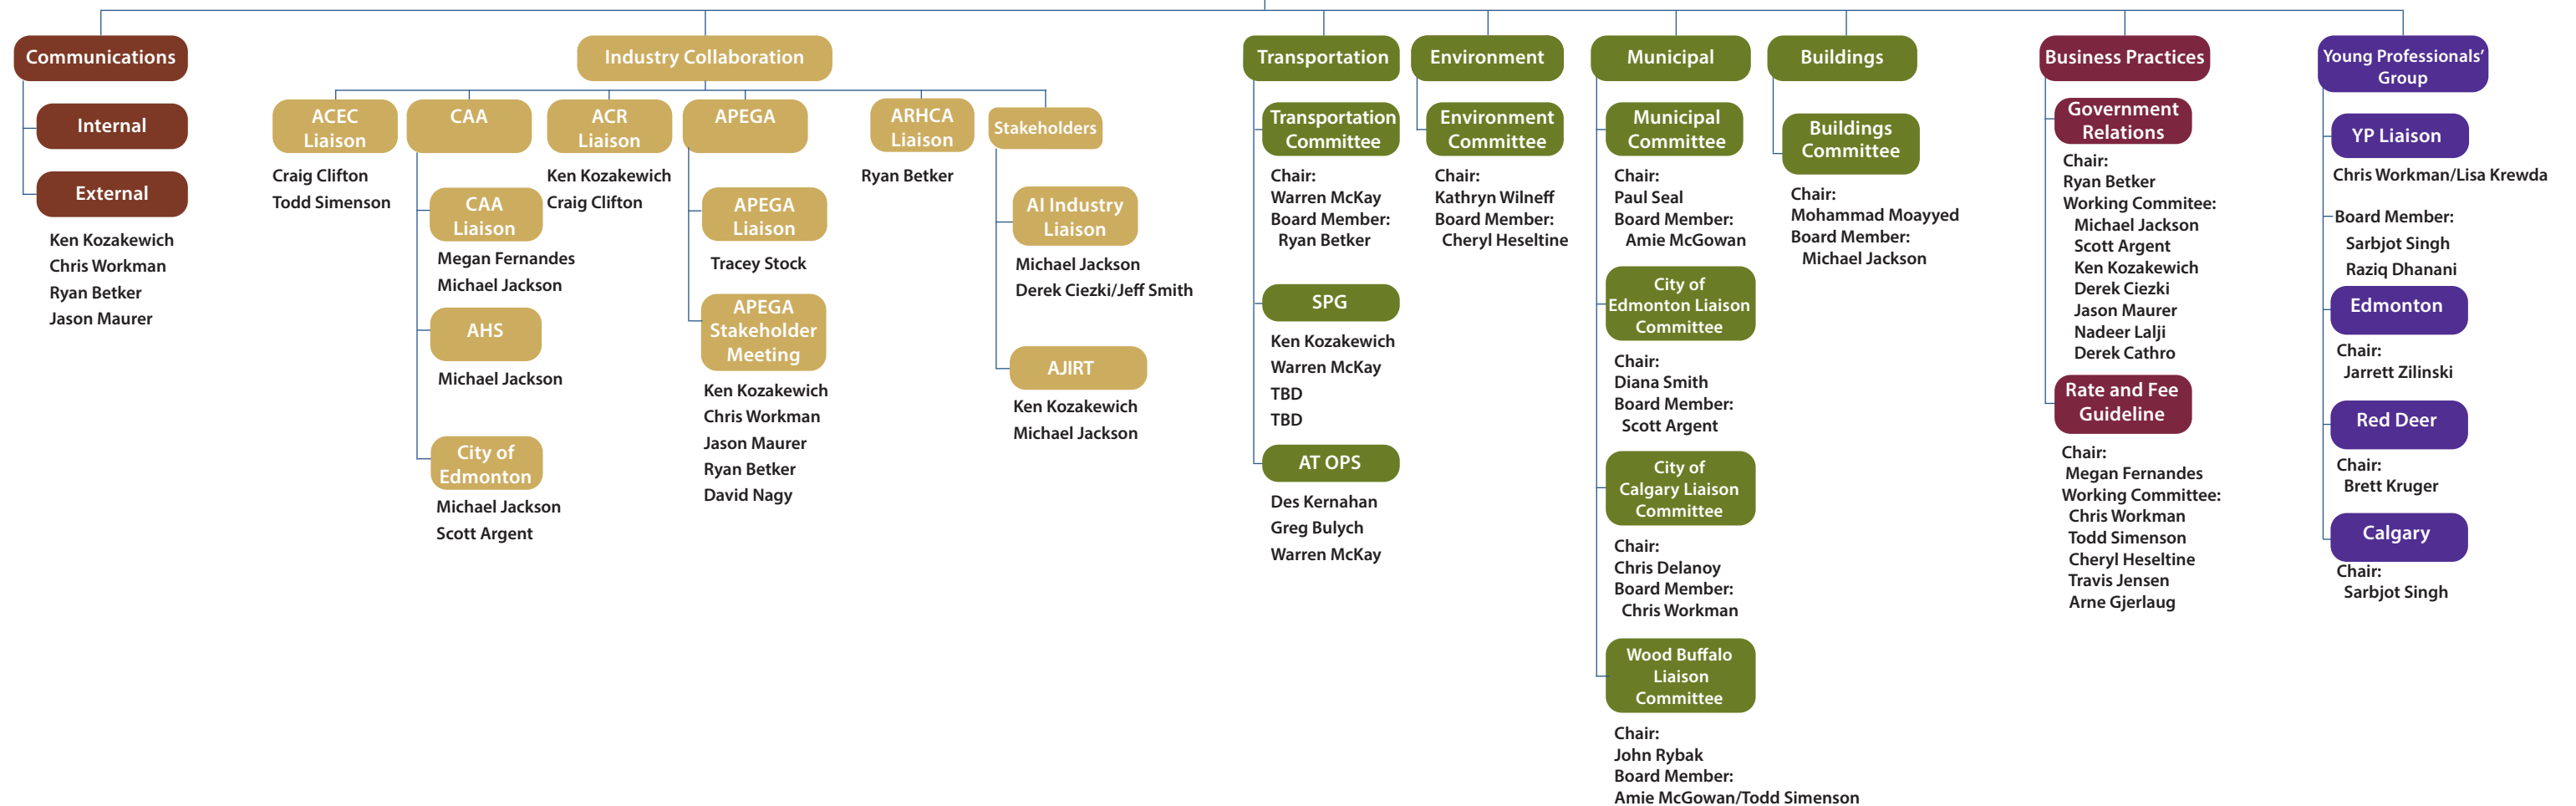 Communications
Internal
External
Ken Kozakewich
Chris Workman
Ryan Betker
Jason Maurer
Industry Collaboration
ACEC
Liaison
Craig Clifton
Todd Simenson
CAA
CAA
Liaison
Megan Fernandes
Michael Jackson
AHS
Michael Jackson
City of
Edmonton
Michael Jackson
Scott Argent
ACR
Liaison
Ken Kozakewich
Craig Clifton
APEGA
APEGA
Liaison
Tracey Stock
APEGA
Stakeholder
Meeting
Ken Kozakewich
Chris Workman
Jason Maurer
Ryan Betker
David Nagy
ARHCA
Liaison
Ryan Betker
Stakeholders
AI Industry
Liaison
Michael Jackson
Derek Ciezki/Jeff Smith
AJIRT
Ken Kozakewich
Michael Jackson
Transportation
Transportation
Committee
Chair:
Warren McKay
Board Member:
Ryan Betker
SPG
Ken Kozakewich
Warren McKay
TBD
TBD
AT OPS
Des Kernahan
Greg Bulych
Warren McKay
Environment
Environment
Committee
Chair:
Kathryn Wilneff
Board Member:
Cheryl Heseltine
Municipal
Municipal
Committee
Chair:
Paul Seal
Board Member:
Amie McGowan
City of
Edmonton Liaison
Committee
Chair:
Diana Smith
Board Member:
Scott Argent
City of
Calgary Liaison
Committee
Chair:
Chris Delanoy
Board Member:
Chris Workman
Wood Buffalo
Liaison
Committee
Chair:
John Rybak
Board Member:
Amie McGowan/Todd Simenson
Buildings
Buildings
Committee
Chair:
Mohammad Moayyed
Board Member:
Michael Jackson
Business Practices
Government
Relations
Chair:
Ryan Betker
Working Commitee:
Michael Jackson
Scott Argent
Ken Kozakewich
Derek Ciezki
Jason Maurer
Nadeer Lalji
Derek Cathro
Rate and Fee
Guideline
Chair:
Megan Fernandes
Working Committee:
Chris Workman
Todd Simenson
Cheryl Heseltine
Travis Jensen
Arne Gjerlaug
Young Professionals'
Group
YP Liaison
Chris Workman/Lisa Krewda
Board Member:
Sarbjot Singh
Raziq Dhanani
Edmonton
Chair:
Jarrett Zilinski
Red Deer
Chair:
Brett Kruger
Calgary
Chair:
Sarbjot Singh